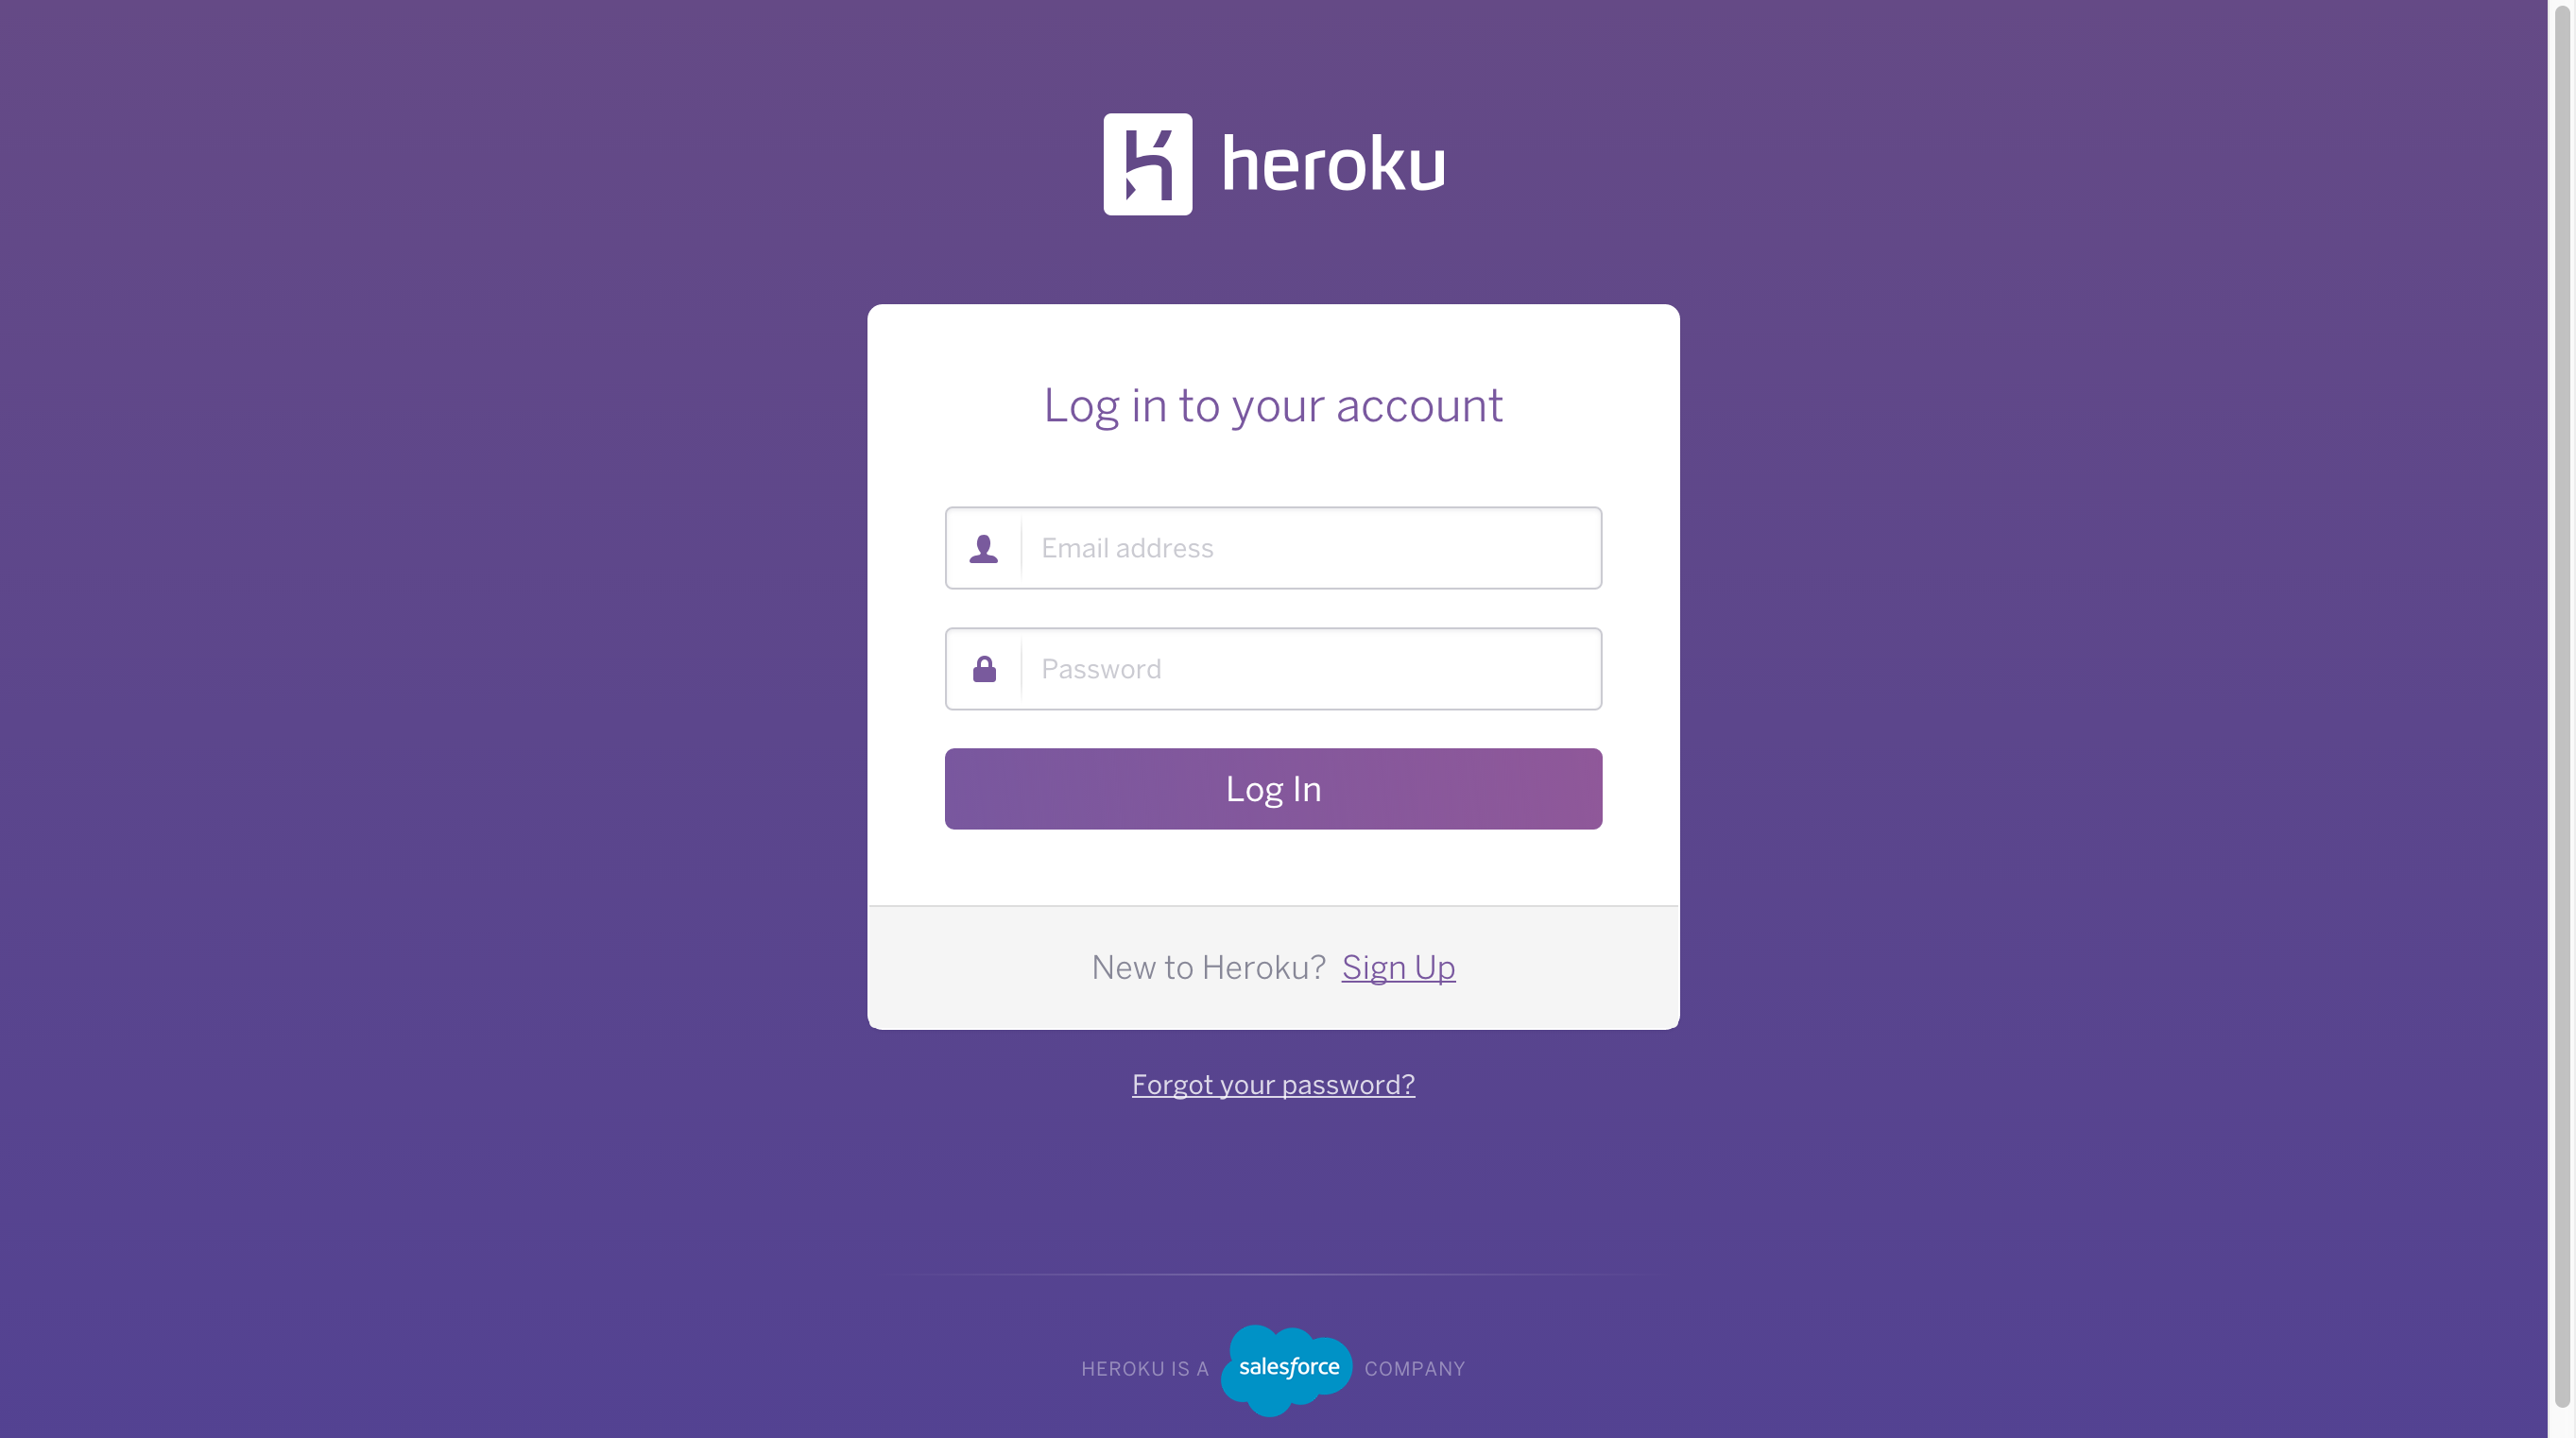 heroku
Log in to your account
Email address
Password
Log In
New to Heroku? Sign Up
Forgot your password?
HEROKU IS A salesforce COMPANY